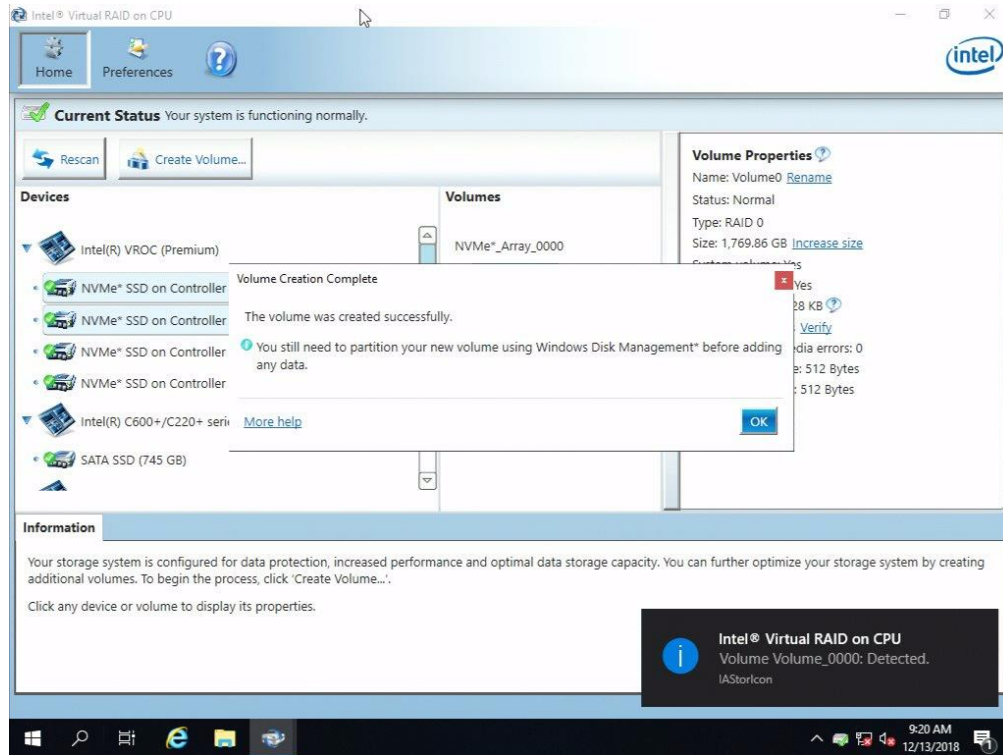 Intel® Virtual RAID on CPU
Home
Preferences
intel
Current Status Your system is functioning normally.
Rescan
Create Volume...
Devices
Intel(R) VROC (Premium)
NVMe* SSD on Controller
NVMe* SSD on Controller
NVMe* SSD on Controller
NVMe* SSD on Controller
Intel(R) C600+/C220+
SATA SSD (745 GB)
Volumes
NVMe*_Array_0000
Volume Properties
Name: Volume0 Rename
Status: Normal
Type: RAID 0
Size: 1,769.86 GB Increase size
Yes
KB
Verify
errors: 0
512 Bytes
512 Bytes
Volume Creation Complete
x
The volume was created successfully.
You still need to partition your new volume using Windows Disk Management* before adding
any data.
More help
OK
Information
Your storage system is configured for data protection, increased performance and optimal data storage capacity. You can further optimize your storage system by creating
additional volumes. To begin the process, click 'Create Volume...'.
Click any device or volume to display its properties.
Intel® Virtual RAID on CPU
Volume Volume_0000: Detected.
IAStorIcon
9:20 AM
12/13/2018